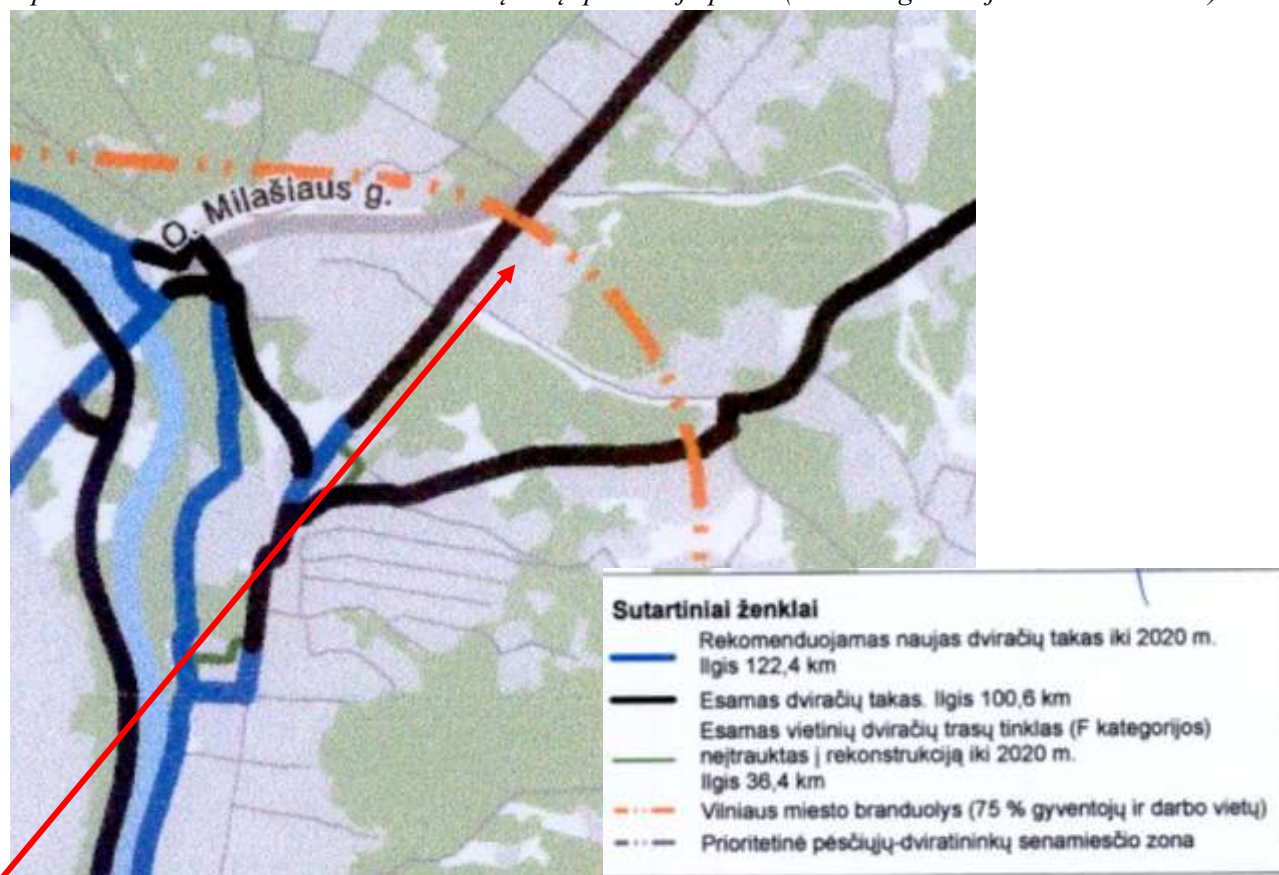 O. Milašiaus g.
Sutartiniai ženklai
Rekomenduojamas naujas dviračių takas iki 2020 m.
Ilgis 122,4 km
Esamas dviračių takas. Ilgis 100,6 km
Esamas vietinių dviračių trasų tinklas (F kategorijos)
neįtrauktas į rekonstrukciją iki 2020 m.
Ilgis 36,4 km
Vilniaus miesto branduolys (75 % gyventojų ir darbo vietų)
Prioritetinė pėsčiųjų-dviratininkų senamiesčio zona